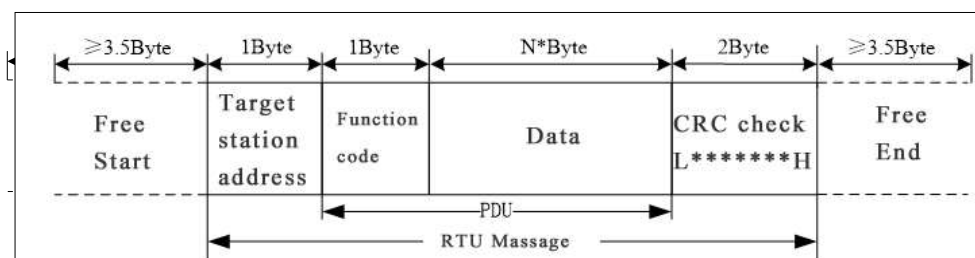 ≥3.5Byte 1Byte 1Byte N*Byte 2Byte ≥3.5Byte
Free
Start
Target
station
address
Function
code
Data
CRC check
L*******H
Free
End
PDU
RTU Massage